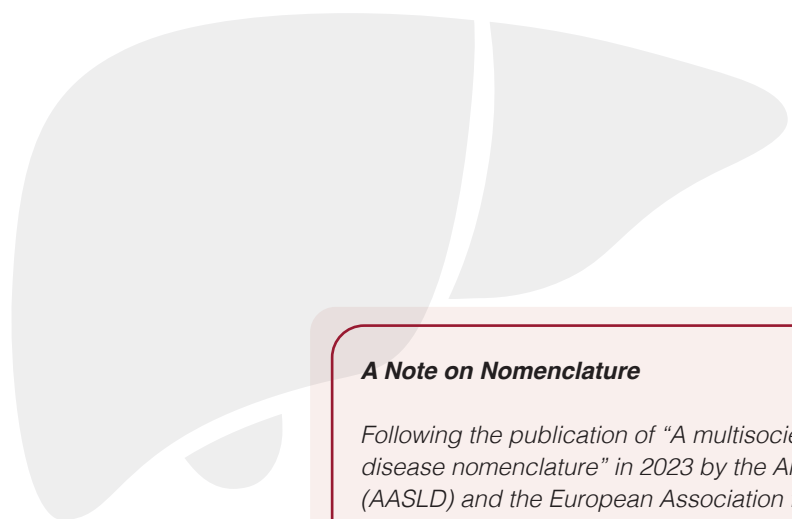 A Note on Nomenclature
Following the publication of “A multisocie
disease nomenclature” in 2023 by the A
(AASLD) and the European Association